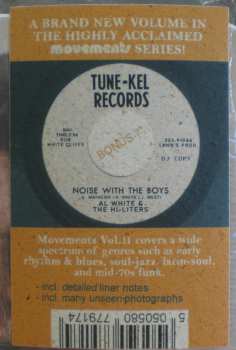 A BRAND NEW VOLUME IN
THE HIGHLY ACCLAIMED
movements SERIES!
TUNE-KEL
RECORDS
BONUS
DJ COPY
NOISE WITH THE BOYS
AL WHITE &
THE HI-LITERS
Movements Vol.11 covers a wide
spectrum of genres such as early
rhythm & blues, soul-jazz, latin-soul,
and mid-70s funk.
- incl. detailed liner notes
- incl. many unseen photographs
5 050580 779174